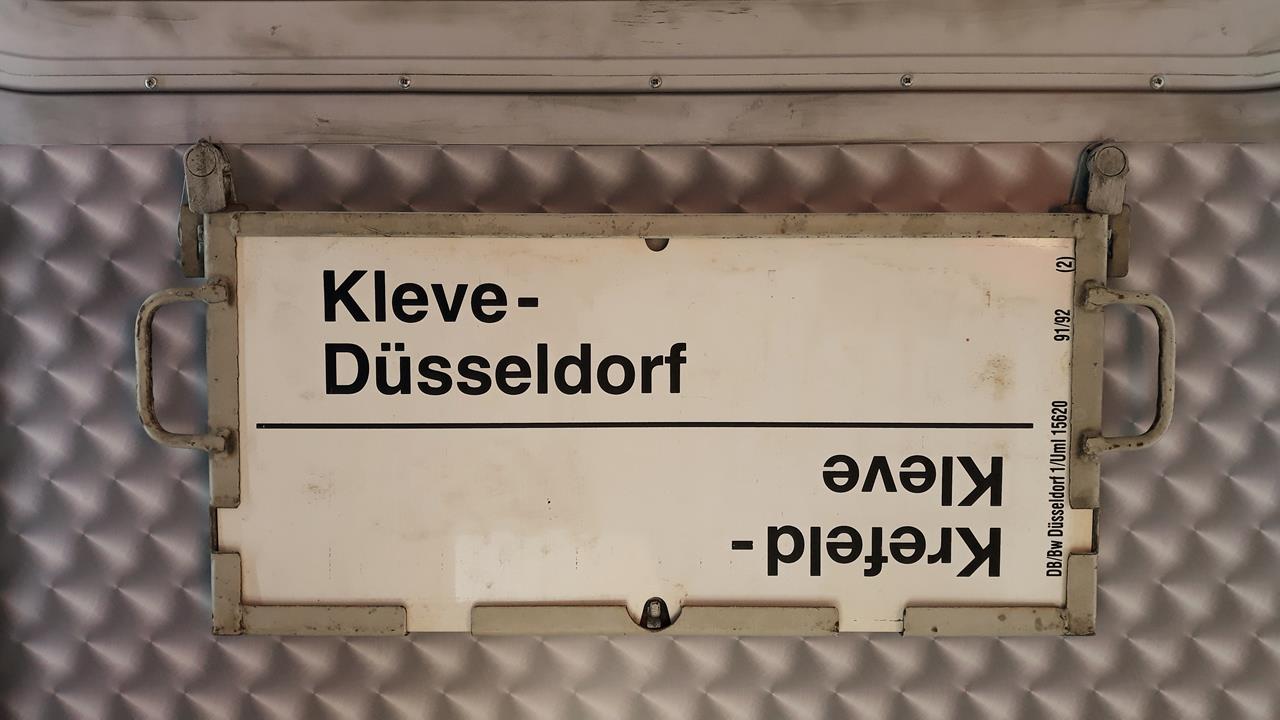 Kleve-
Düsseldorf
Krefeld-
Kleve
DB/Bw Düsseldorf 1/Uml 15620 91/92 (2)